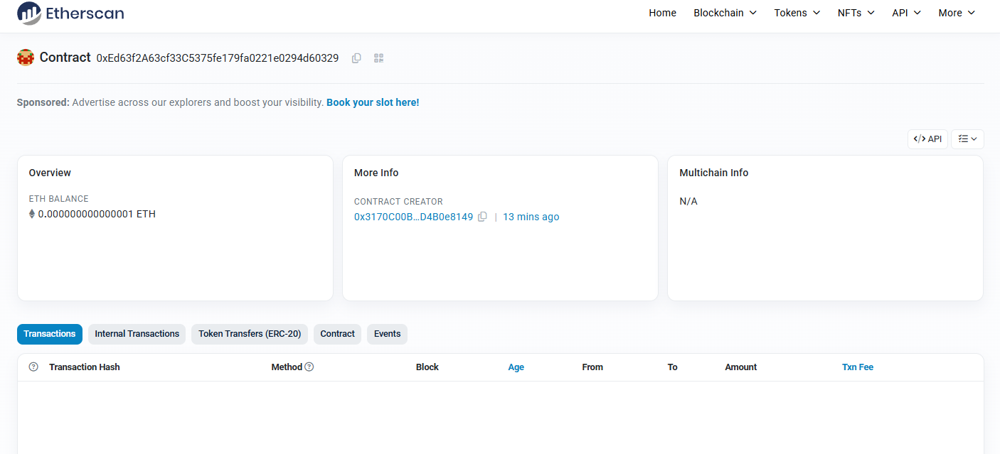 Etherscan
Home Blockchain Tokens NFTs API More
Contract 0xEd63f2A63cf33C5375fe179fa0221e0294d60329
Sponsored: Advertise across our explorers and boost your visibility. Book your slot here!
</> API
Overview
ETH BALANCE
0.000000000000001 ETH
More Info
CONTRACT CREATOR
0x3170C00B...D4B0e8149 | 13 mins ago
Multichain Info
N/A
Transactions Internal Transactions Token Transfers (ERC-20) Contract Events
? Transaction Hash Method ? Block Age From To Amount Txn Fee